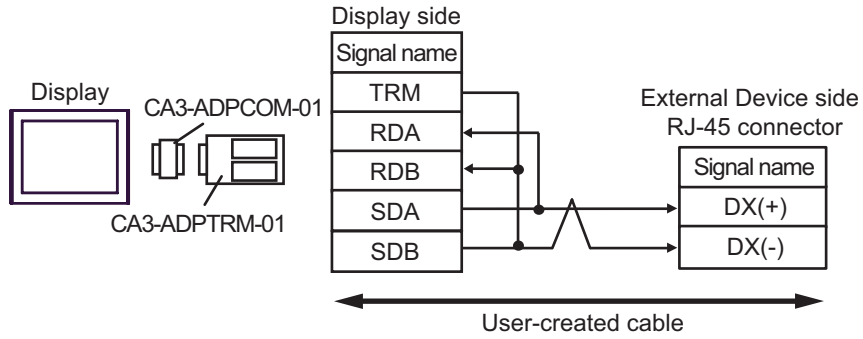 Display side
Signal name
TRM
RDA
RDB
SDA
SDB
Display
CA3-ADPCOM-01
CA3-ADPTRM-01
External Device side
RJ-45 connector
Signal name
DX(+)
DX(-)
User-created cable